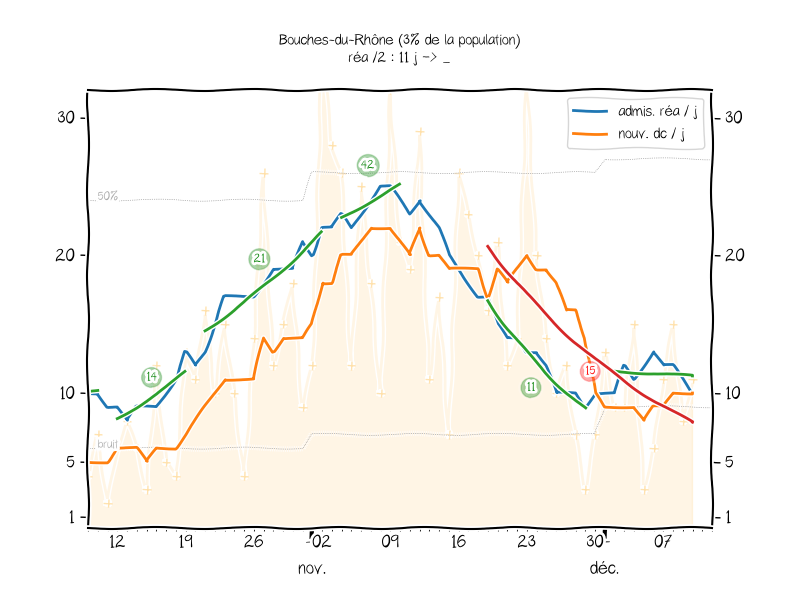 Bouches-du-Rhône (3% de la population)
réa /2 : 11 j -> _
admis. réa / j
nouv. dc / j
30
30
50%
42
21
20
20
14
15
11
10
10
bruit
5
5
1
1
12 19 26 02 09 16 23 30 07
nov. déc.